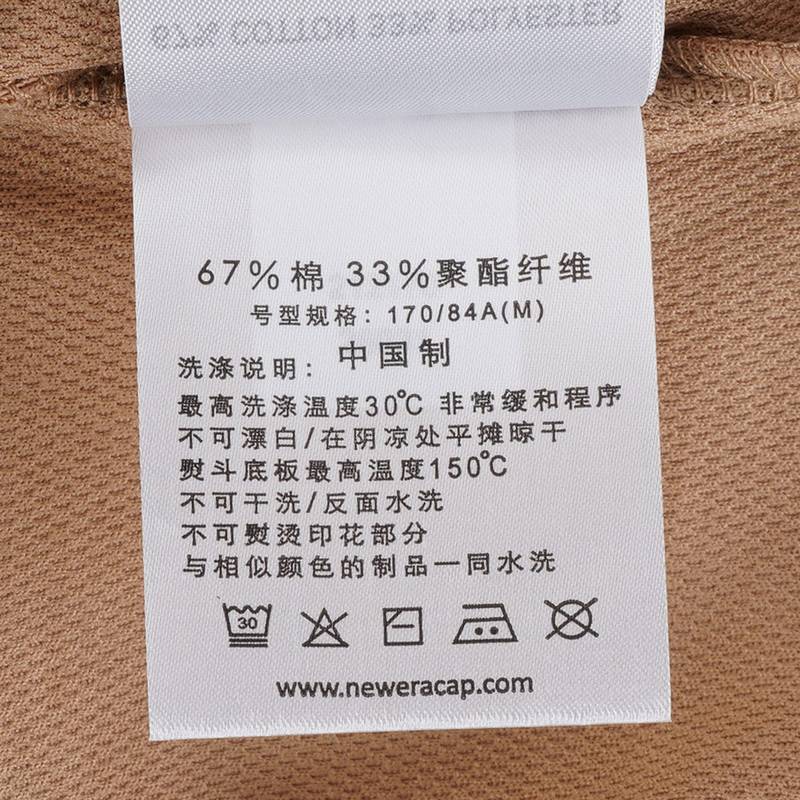 67% COTTON 33% POLYESTER
67%棉 33%聚酯纤维
号型规格: 170/84A(M)
中国制
洗涤说明:
最高洗涤温度30℃ 非常缓和程序
不可漂白/在阴凉处平摊晾干
熨斗底板最高温度150℃
不可干洗/反面水洗
不可熨烫印花部分
与相似颜色的制品一同水洗
30
www.neweracap.com